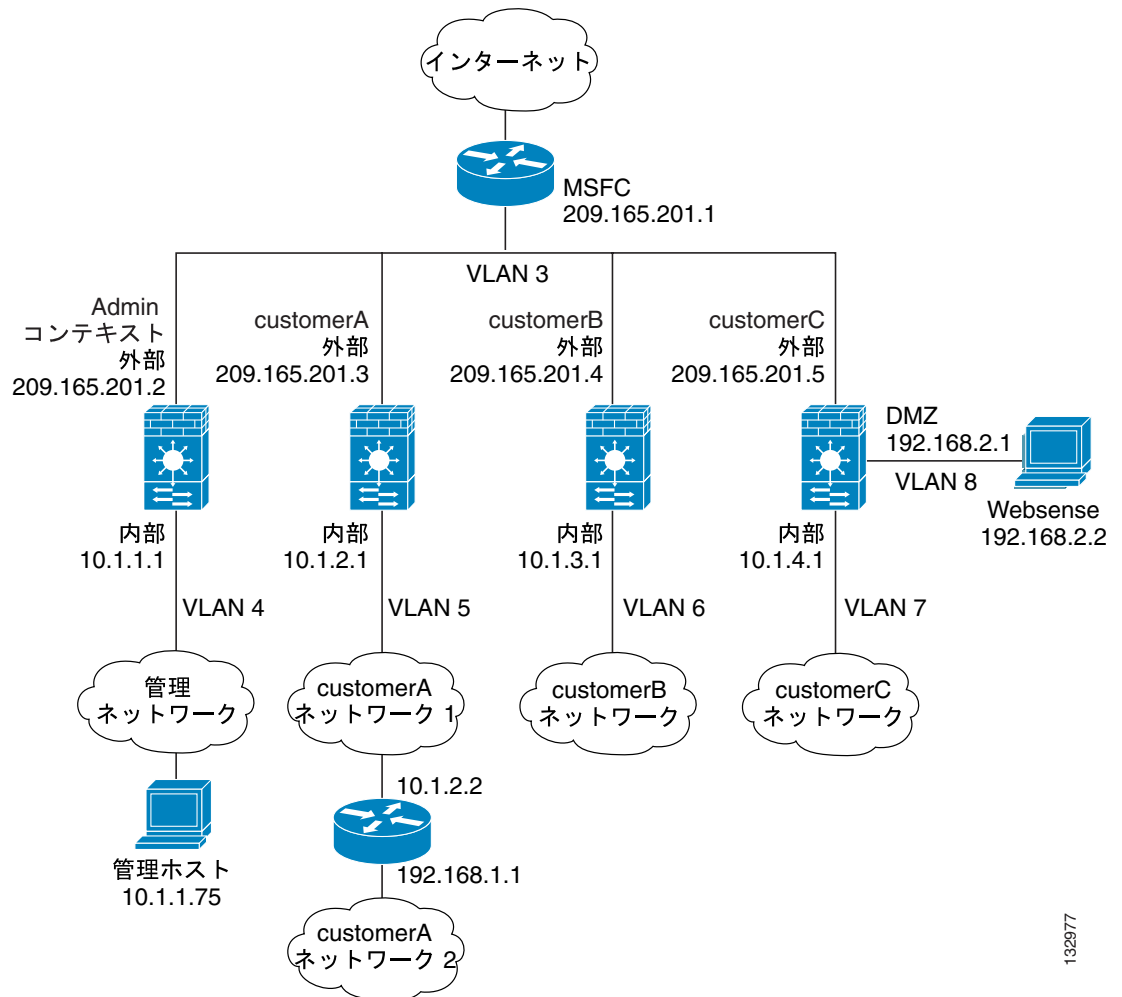 インターネット
MSFC
209.165.201.1
VLAN 3
Admin
コンテキスト
外部
209.165.201.2
customerA
外部
209.165.201.3
customerB
外部
209.165.201.4
customerC
外部
209.165.201.5
DMZ
192.168.2.1
VLAN 8
Websense
192.168.2.2
内部
10.1.1.1
内部
10.1.2.1
内部
10.1.3.1
内部
10.1.4.1
VLAN 4
VLAN 5
VLAN 6
VLAN 7
管理
ネットワーク
customerA
ネットワーク 1
customerB
ネットワーク
customerC
ネットワーク
10.1.2.2
管理ホスト
10.1.1.75
192.168.1.1
customerA
ネットワーク 2
132977